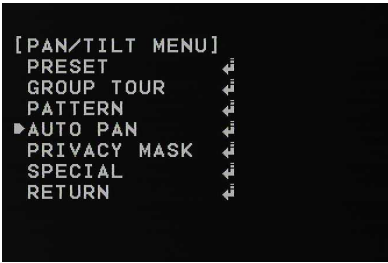 [PAN/TILT MENU]
PRESET
GROUP TOUR
PATTERN
AUTO PAN
PRIVACY MASK
SPECIAL
RETURN